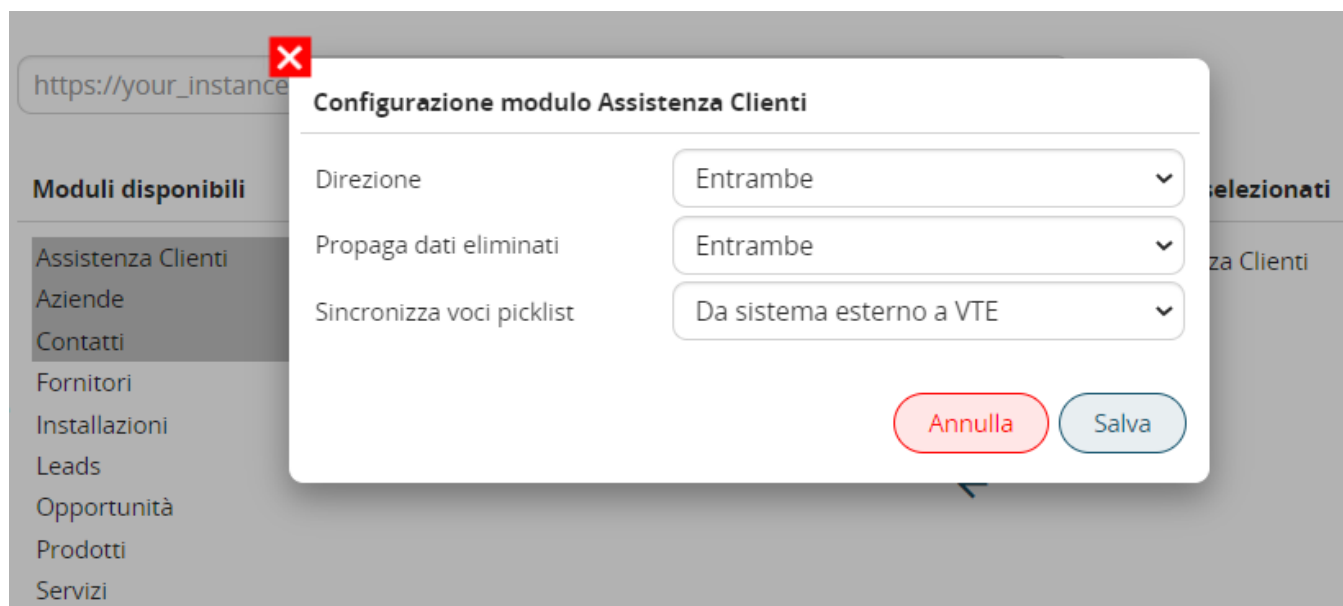 https://your_instance
Configurazione modulo Assistenza Clienti
Direzione
Entrambe
Propaga dati eliminati
Entrambe
Sincronizza voci picklist
Da sistema esterno a VTE
Annulla
Salva
Moduli disponibili
Assistenza Clienti
Aziende
Contatti
Fornitori
Installazioni
Leads
Opportunità
Prodotti
Servizi
selezionati
za Clienti